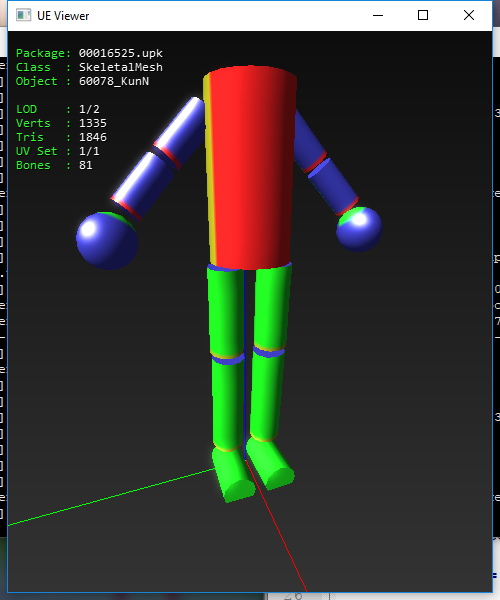 UE Viewer
Package: 00016525.upk
Class : SkeletalMesh
Object : 60078_KunN
LOD : 1/2
Verts : 1335
Tris : 1846
UV Set : 1/1
Bones : 81